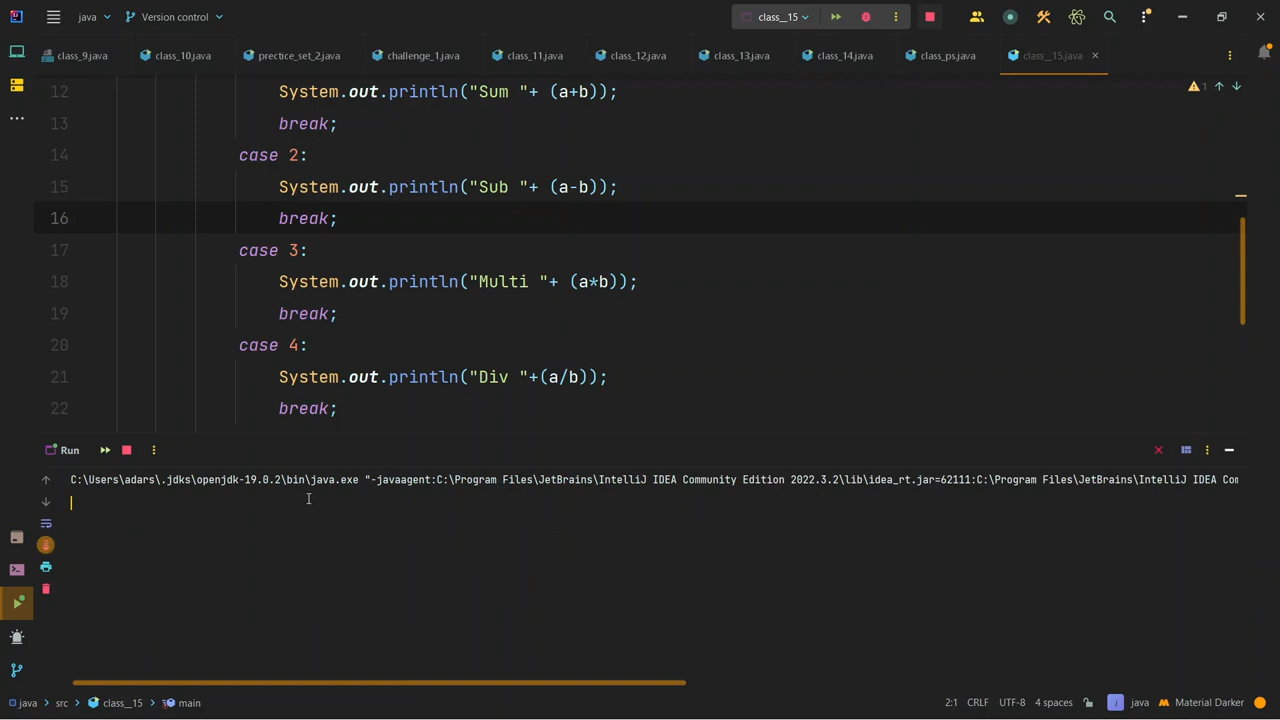 java Version control class__15
class_9.java class_10.java prectice_set_2.java challenge_1.java class_11.java class_12.java class_13.java class_14.java class_ps.java class__15.java
12 System.out.println("Sum "+ (a+b));
1
13 break;
14 case 2:
15 System.out.println("Sub "+ (a-b));
16 break;
17 case 3:
18 System.out.println("Multi "+ (a*b));
19 break;
20 case 4:
21 System.out.println("Div "+(a/b));
22 break;
Run
C:\Users\adars\.jdks\openjdk-19.0.2\bin\java.exe "-javaagent:C:\Program Files\JetBrains\IntelliJ IDEA Community Edition 2022.3.2\lib\idea_rt.jar=62111:C:\Program Files\JetBrains\IntelliJ IDEA Com
java src class__15 main 2:1 CRLF UTF-8 4 spaces java Material Darker